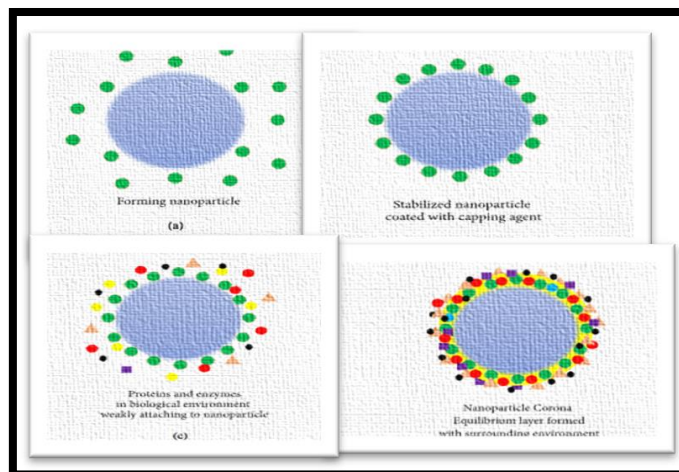 Forming nanoparticle
(a)
Stabilized nanoparticle
coated with capping agent
Proteins and enzymes
in biological environment
weakly attaching to nanoparticle
(c)
Nanoparticle Corona
Equilibrium layer formed
with surrounding environment